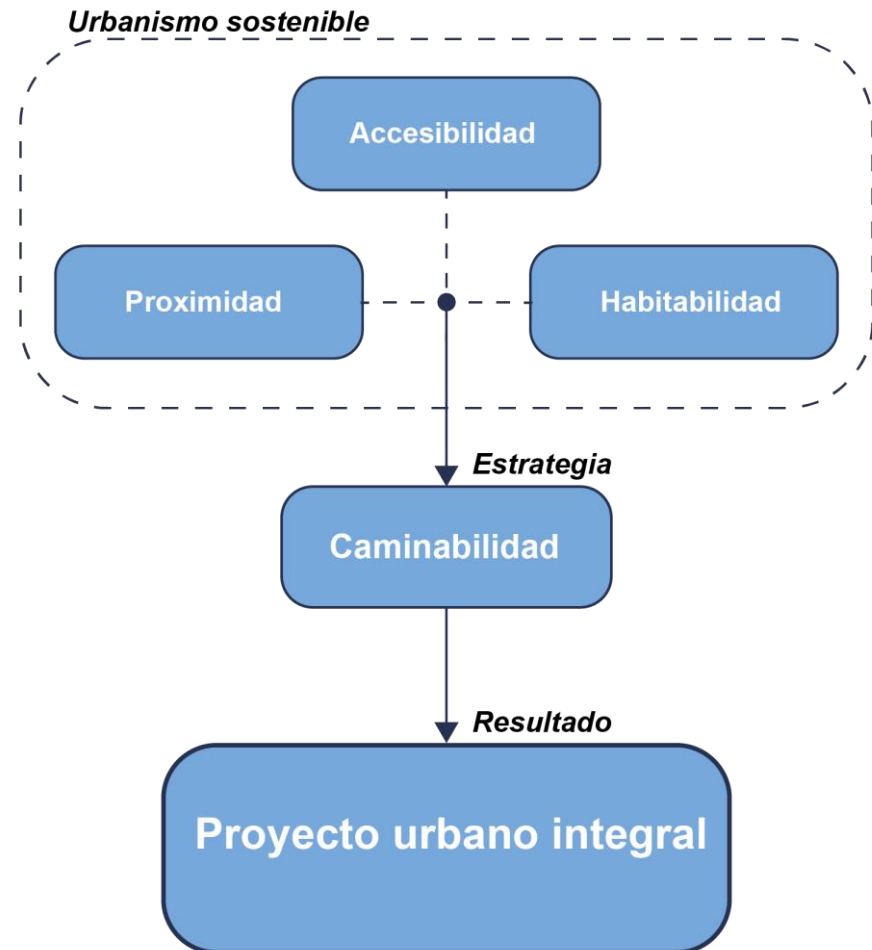 Urbanismo sostenible
Accesibilidad
Proximidad
Habitabilidad
Estrategia
Caminabilidad
Resultado
Proyecto urbano integral